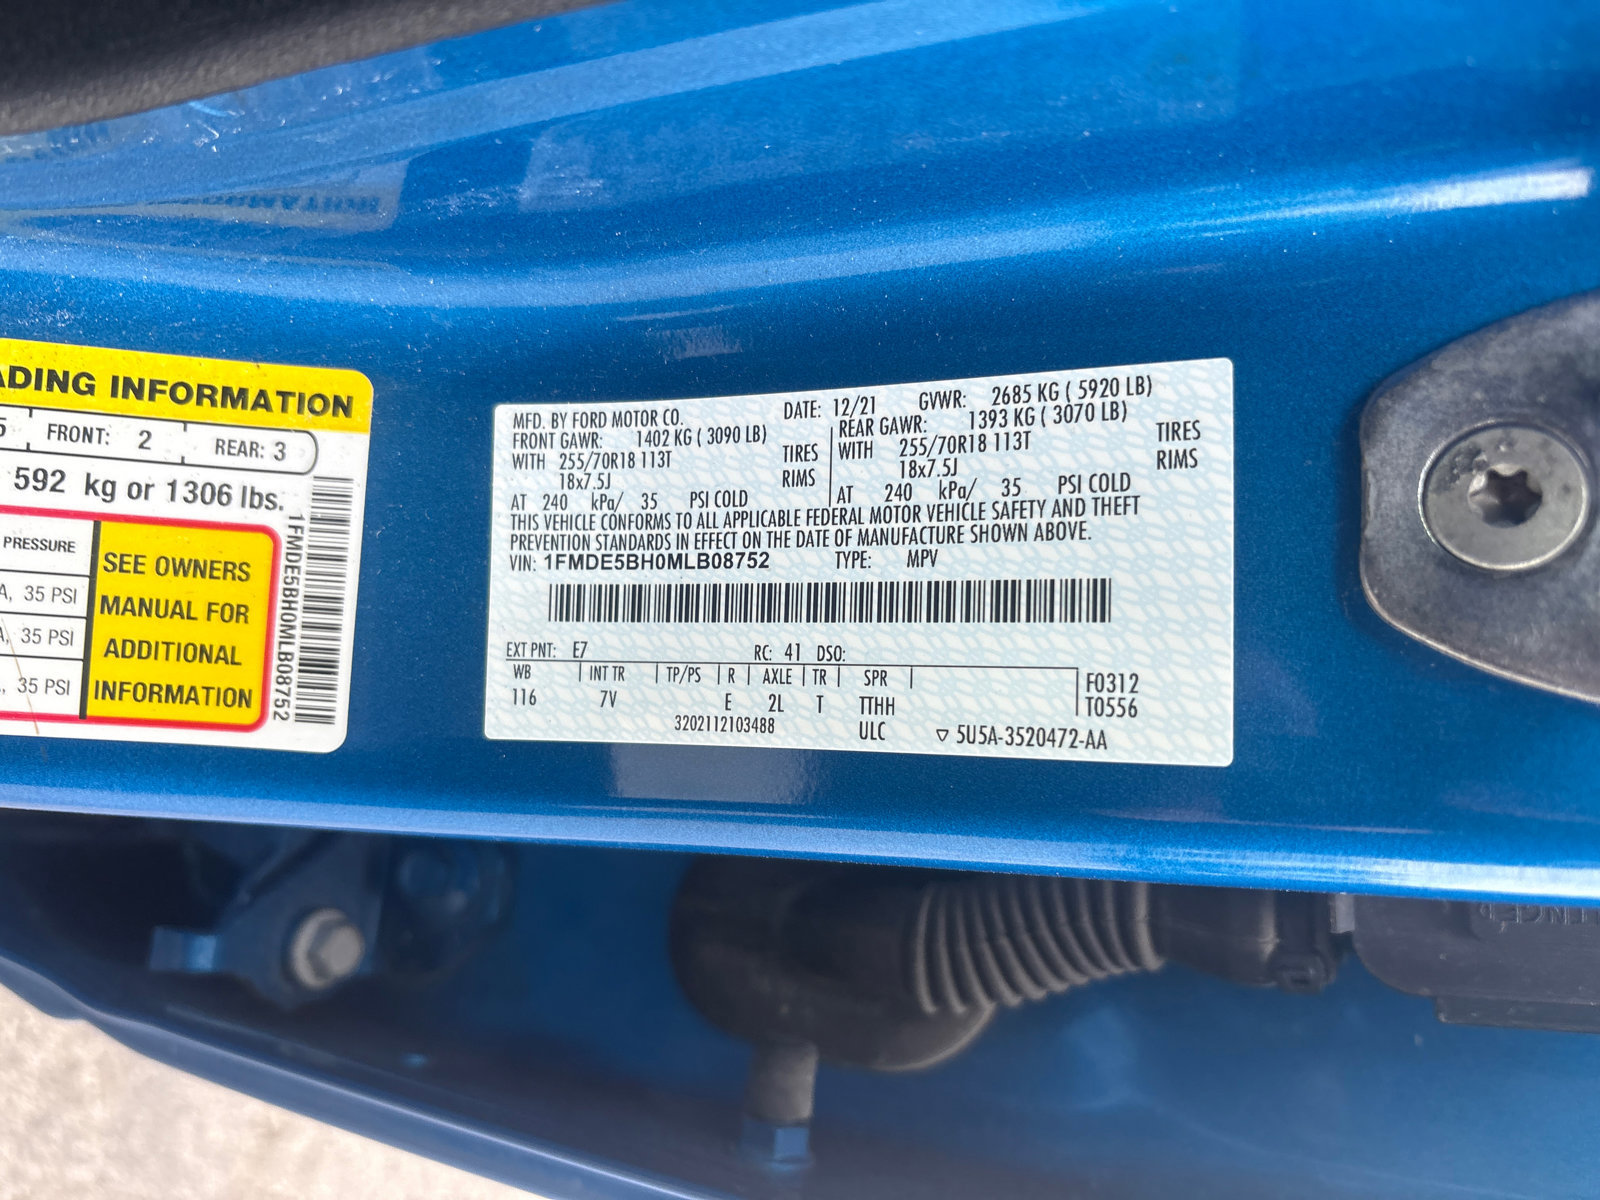 ADING INFORMATION
5 FRONT: 2 REAR: 3
592 kg or 1306 lbs.
PRESSURE
A, 35 PSI
A, 35 PSI
, 35 PSI
SEE OWNERS
MANUAL FOR
ADDITIONAL
INFORMATION
1FMDE5BH0MLB08752
MFD. BY FORD MOTOR CO. DATE: 12/21 GVWR: 2685 KG ( 5920 LB)
FRONT GAWR: 1402 KG ( 3090 LB) REAR GAWR: 1393 KG ( 3070 LB)
WITH 255/70R18 113T TIRES WITH 255/70R18 113T TIRES
18x7.5J RIMS 18x7.5J RIMS
AT 240 kPa/ 35 PSI COLD AT 240 kPa/ 35 PSI COLD
THIS VEHICLE CONFORMS TO ALL APPLICABLE FEDERAL MOTOR VEHICLE SAFETY AND THEFT
PREVENTION STANDARDS IN EFFECT ON THE DATE OF MANUFACTURE SHOWN ABOVE.
VIN: 1FMDE5BH0MLB08752 TYPE: MPV
EXT PNT: E7 RC: 41 DSO:
WB INT TR TP/PS R AXLE TR SPR
116 7V E 2L T TTHH
F0312
T0556
3202112103488 ULC ▽ 5U5A-3520472-AA